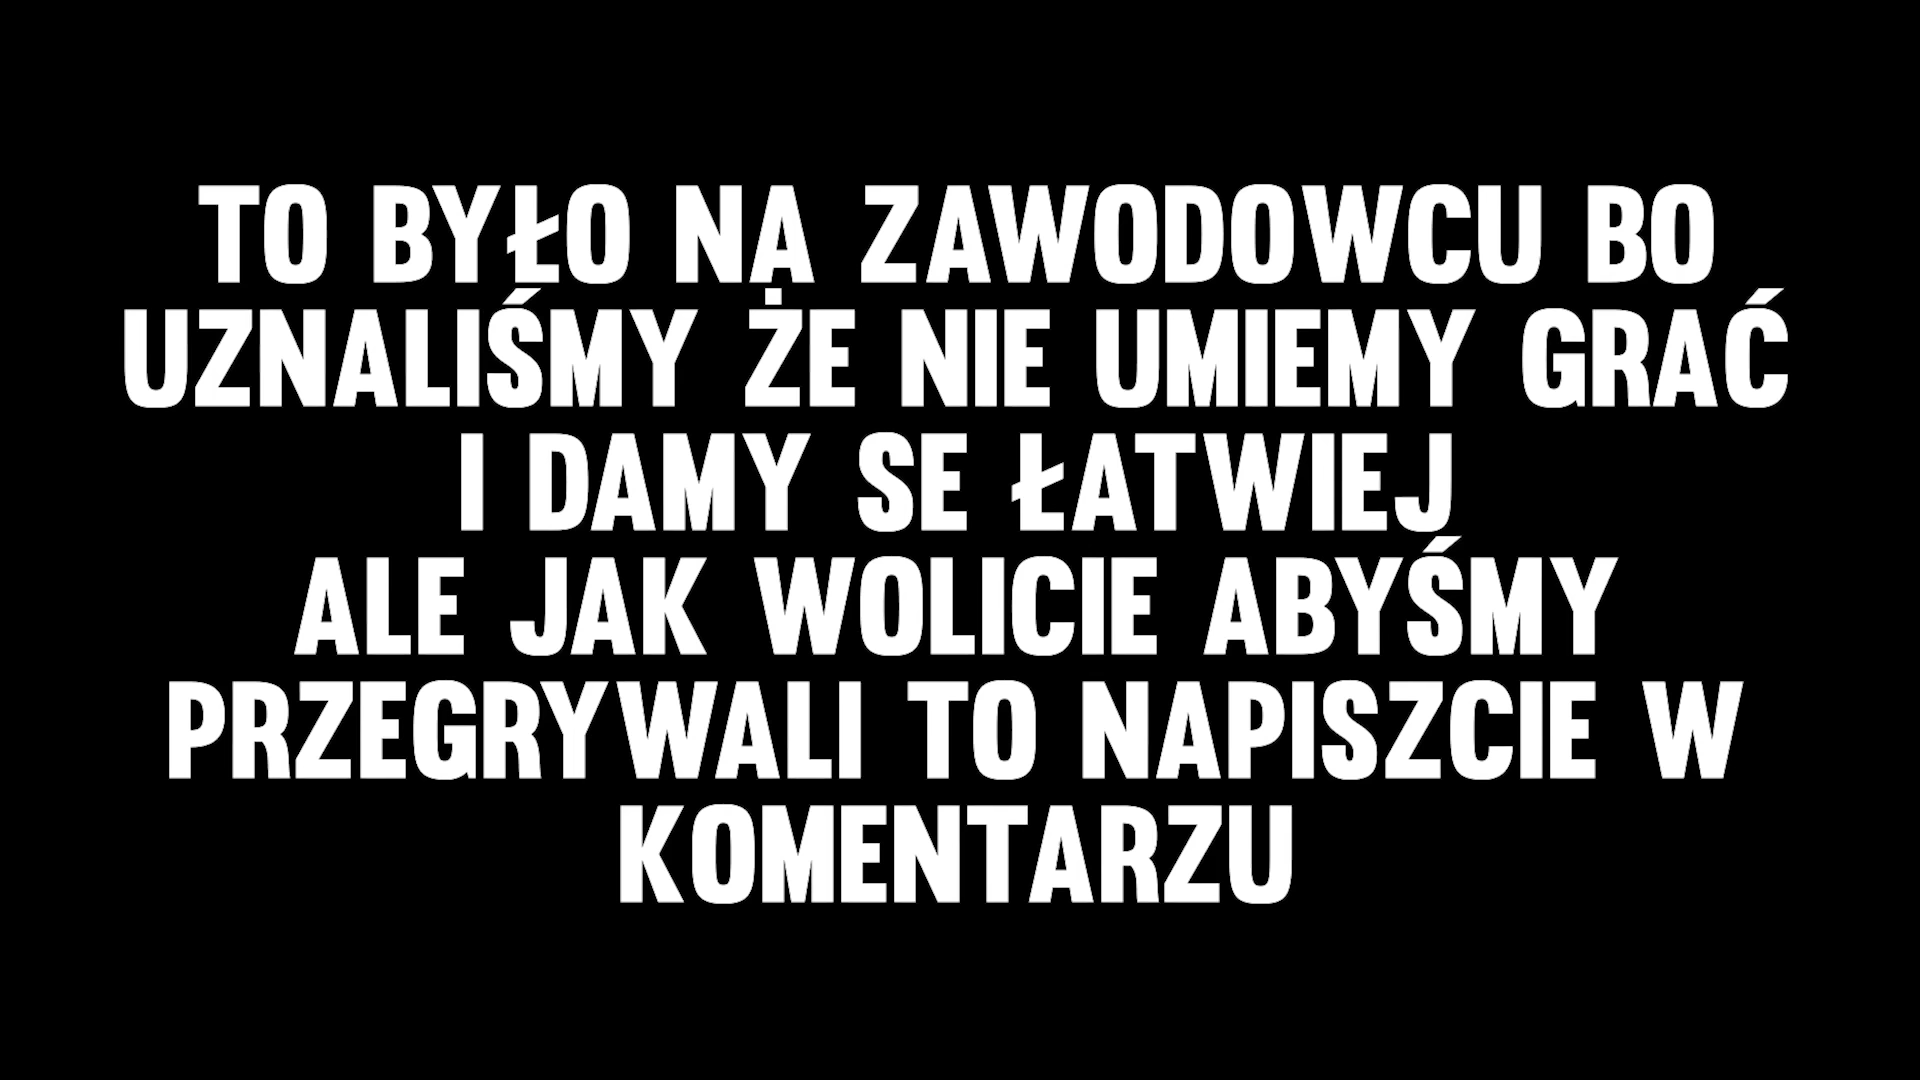 TO BYŁO NA ZAWODOWCU BO
UZNALIŚMY ŻE NIE UMIEMY GRAĆ
I DAMY SE ŁATWIEJ
ALE JAK WOLICIE ABYŚMY
PRZEGRYWALI TO NAPISZCIE W
KOMENTARZU